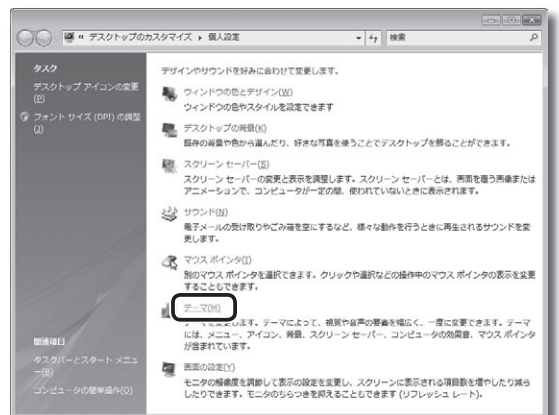 « デスクトップのカスタマイズ ▸ 個人設定
検索
タスク
デスクトップ アイコンの変更
(P)
フォント サイズ (DPI) の調整
(J)
関連項目
タスクバーとスタート メニュ
ー(R)
コンピュータの簡単操作(O)
デザインやサウンドを好みに合わせて変更します。
ウィンドウの色とデザイン(W)
ウィンドウの色やスタイルを設定できます
デスクトップの背景(K)
既存の背景や色から選んだり、好きな写真を使うことでデスクトップを飾ることができます。
スクリーン セーバー(S)
スクリーン セーバーの変更と表示を調整します。スクリーン セーバーとは、画面を覆う画像または
アニメーションで、コンピュータが一定の間、使われていないときに表示されます。
サウンド(N)
電子メールの受け取りやごみ箱を空にするなど、様々な動作を行うときに再生されるサウンドを変
更します。
マウス ポインタ(I)
別のマウス ポインタを選択できます。クリックや選択などの操作中のマウス ポインタの表示を変更
することもできます。
テーマ(M)
テーマを変更します。テーマによって、視覚や音声の要素を幅広く、一度に変更できます。テーマ
には、メニュー、アイコン、背景、スクリーン セーバー、コンピュータの効果音、マウス ポインタ
が含まれています。
画面の設定(Y)
モニタの解像度を調節して表示の設定を変更し、スクリーンに表示される項目数を増やしたり減ら
したりできます。モニタのちらつきを抑えることもできます (リフレッシュ レート)。